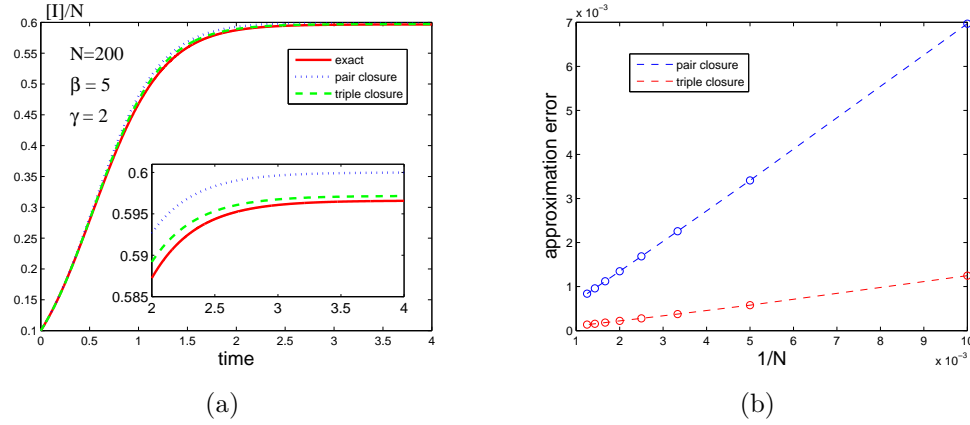 [I]/N
0.6
0.55
0.5
0.45
0.4
0.35
0.3
0.25
0.2
0.15
0.1
N=200
β = 5
γ = 2
exact
pair closure
triple closure
0.6
0.595
0.59
0.585
2 2.5 3 3.5 4
0 0.5 1 1.5 2 2.5 3 3.5 4
time
(a)
x 10⁻³
7
6
5
4
3
2
1
0
approximation error
pair closure
triple closure
1 2 3 4 5 6 7 8 9 10
x 10⁻³
1/N
(b)